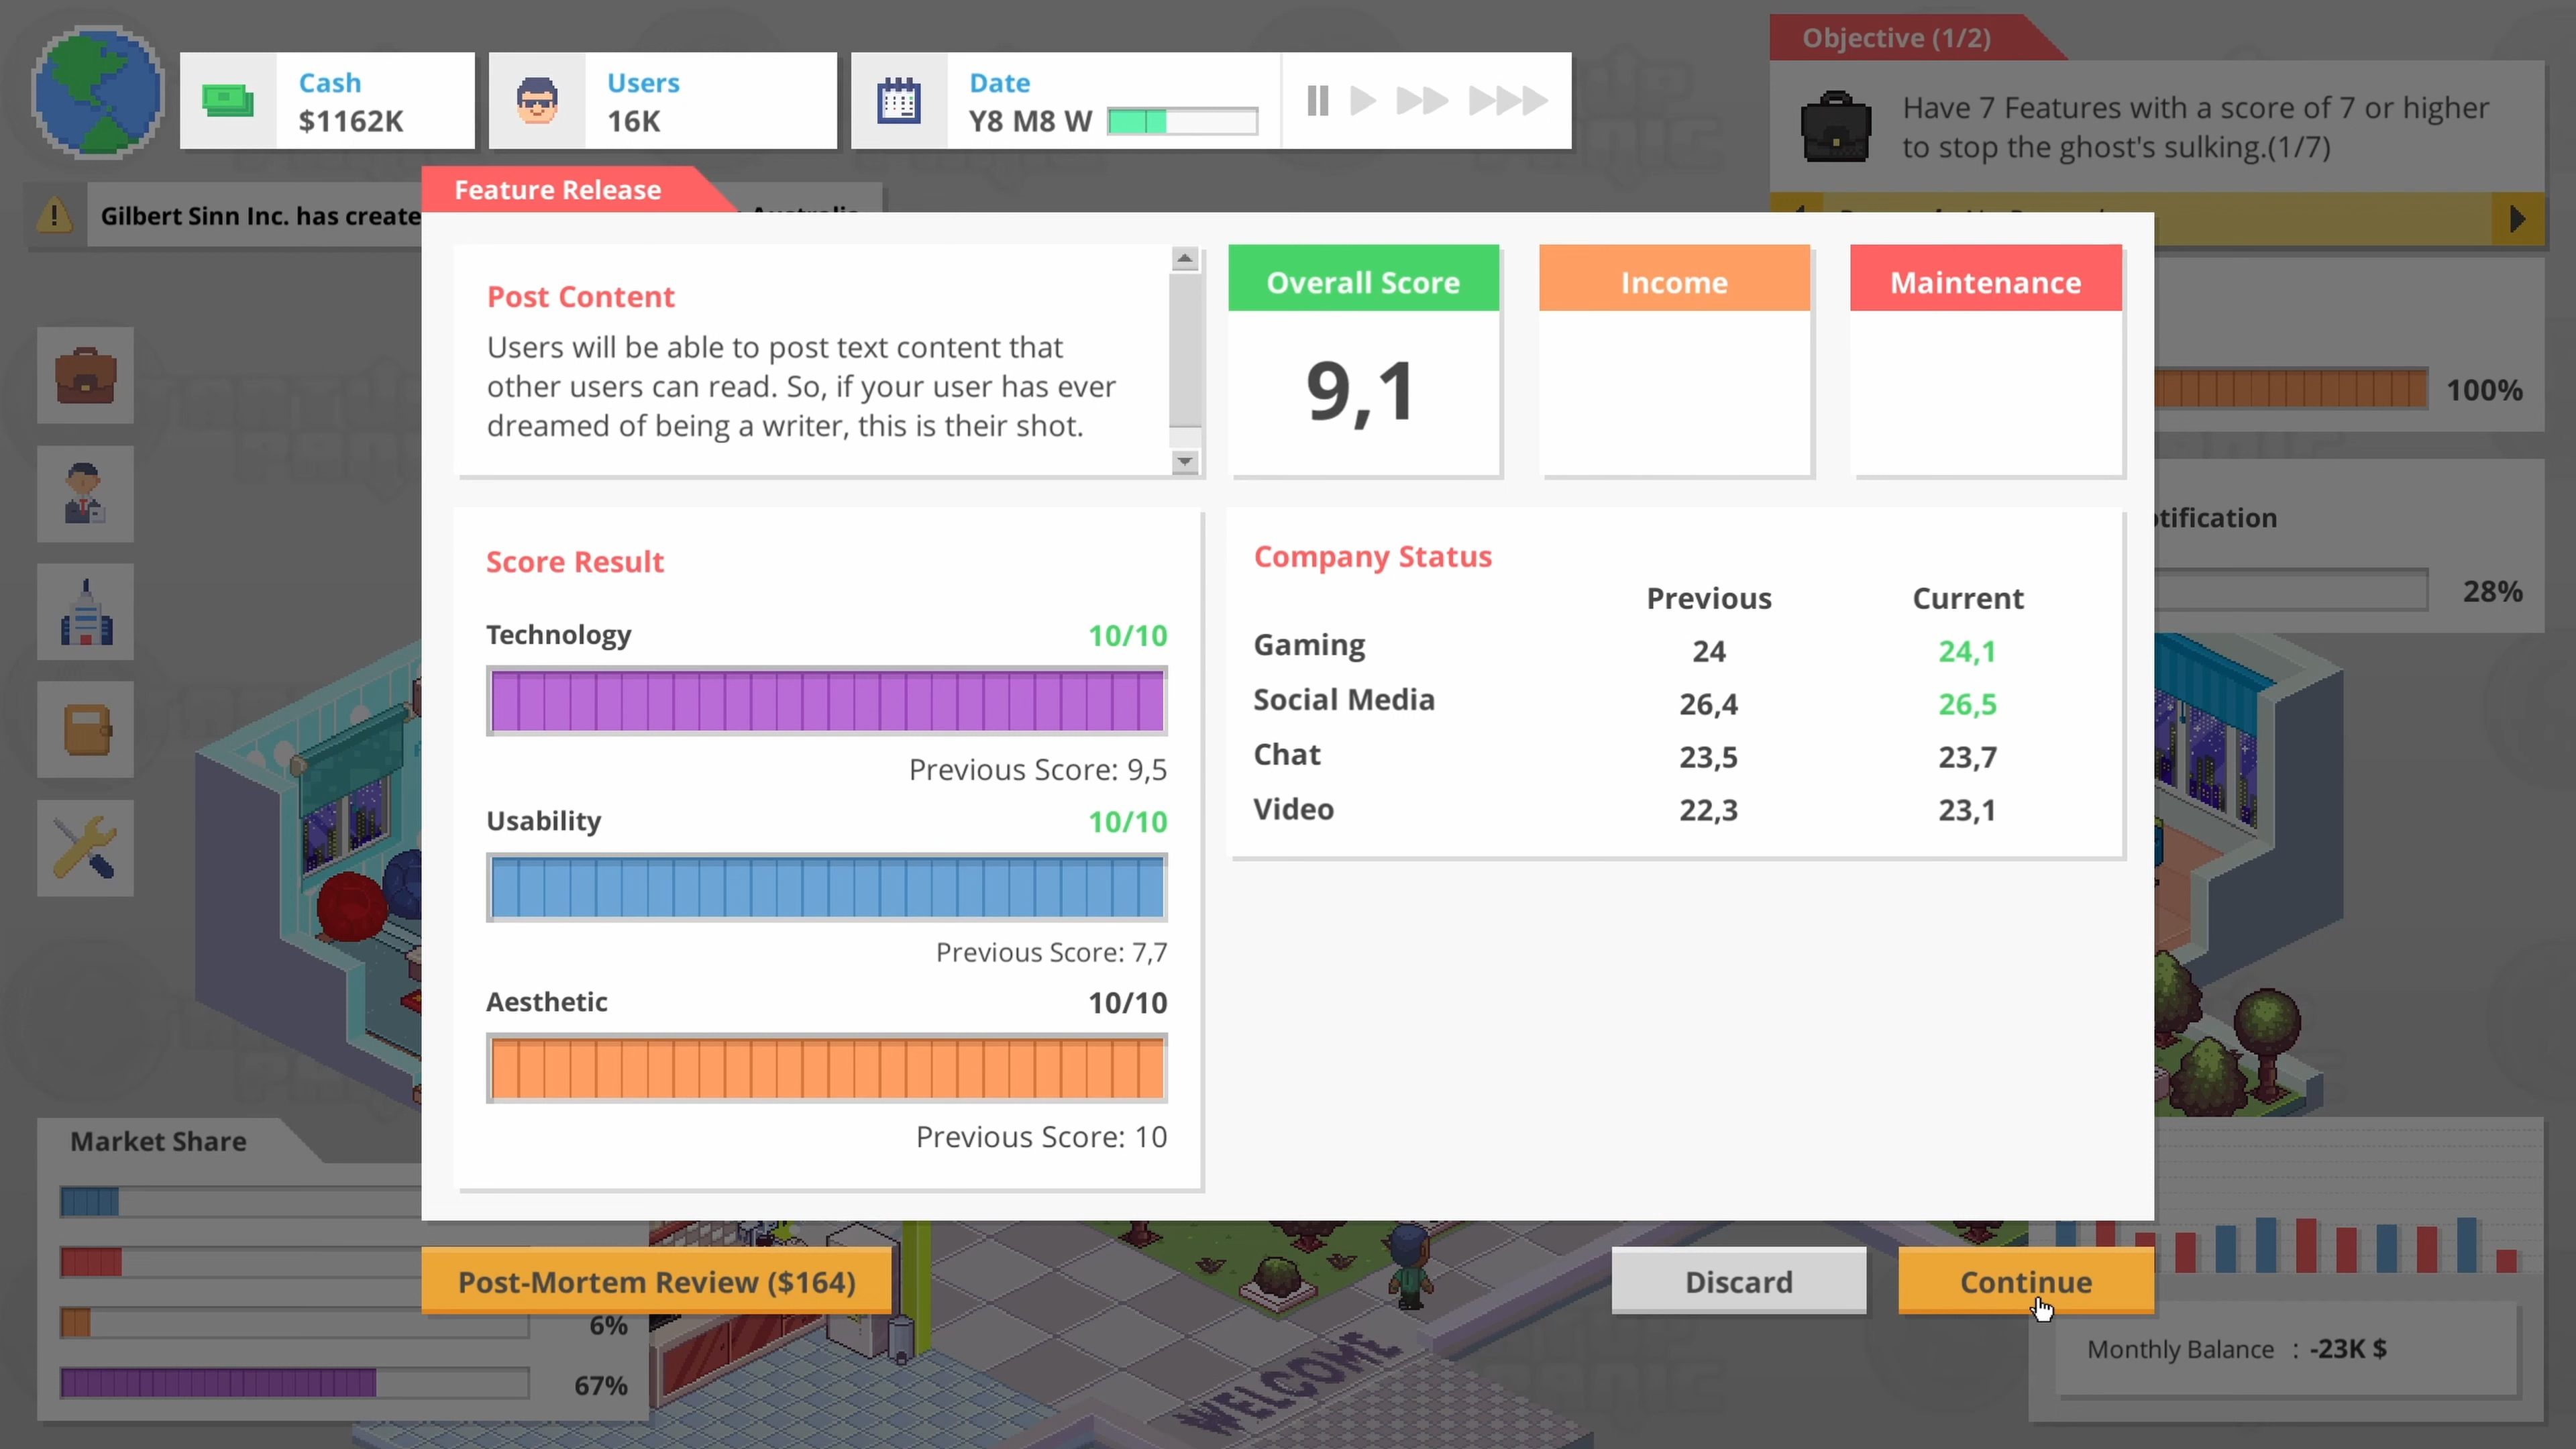 Objective (1/2)
Cash
$1162K
Users
16K
Date
Y8 M8 W
Have 7 Features with a score of 7 or higher
to stop the ghost's sulking.(1/7)
Gilbert Sinn Inc. has create
Feature Release
Post Content
Users will be able to post text content that
other users can read. So, if your user has ever
dreamed of being a writer, this is their shot.
Overall Score
9,1
Income
Maintenance
100%
otification
28%
Score Result
Technology
10/10
Previous Score: 9,5
Usability
10/10
Previous Score: 7,7
Aesthetic
10/10
Previous Score: 10
Company Status
Previous
Current
Gaming
24
24,1
Social Media
26,4
26,5
Chat
23,5
23,7
Video
22,3
23,1
Market Share
6%
67%
Post-Mortem Review ($164)
Discard
Continue
WELCOME
Monthly Balance : -23K $